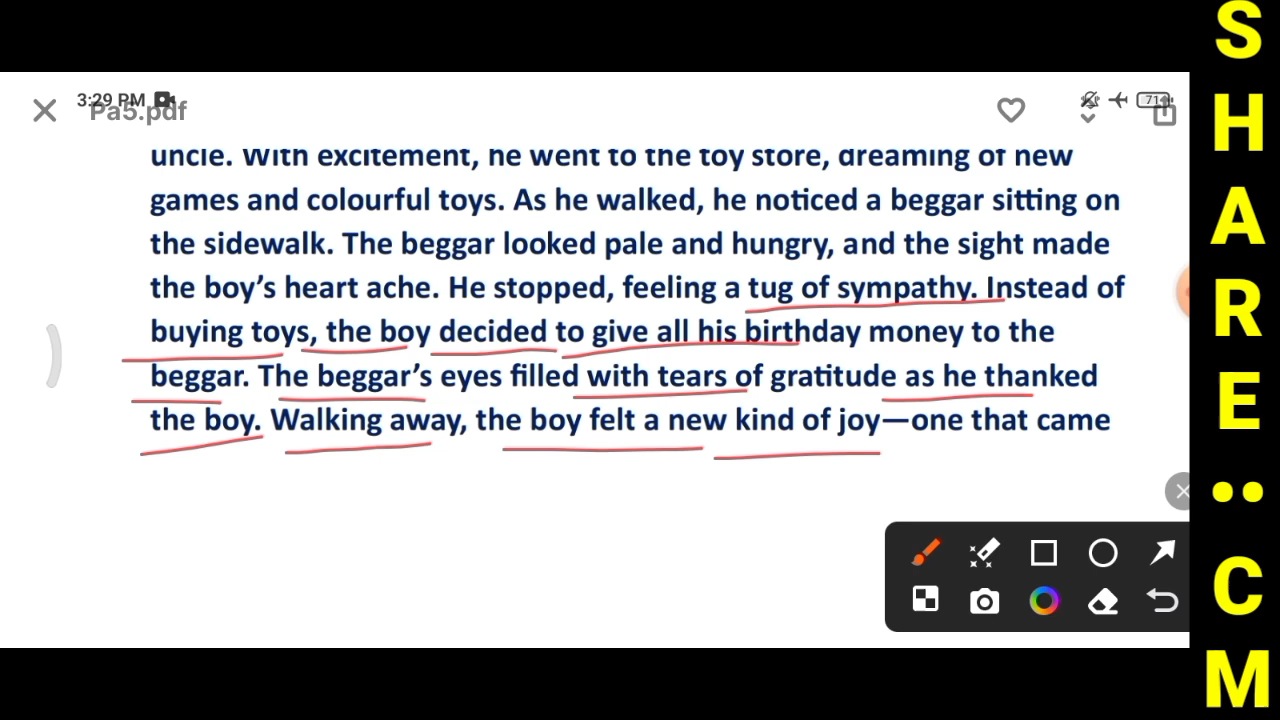 3:29 PM
Pa5.pdf
71
uncle. With excitement, he went to the toy store, dreaming of new
games and colourful toys. As he walked, he noticed a beggar sitting on
the sidewalk. The beggar looked pale and hungry, and the sight made
the boy’s heart ache. He stopped, feeling a tug of sympathy. Instead of
buying toys, the boy decided to give all his birthday money to the
beggar. The beggar’s eyes filled with tears of gratitude as he thanked
the boy. Walking away, the boy felt a new kind of joy—one that came
SHARE •• CM